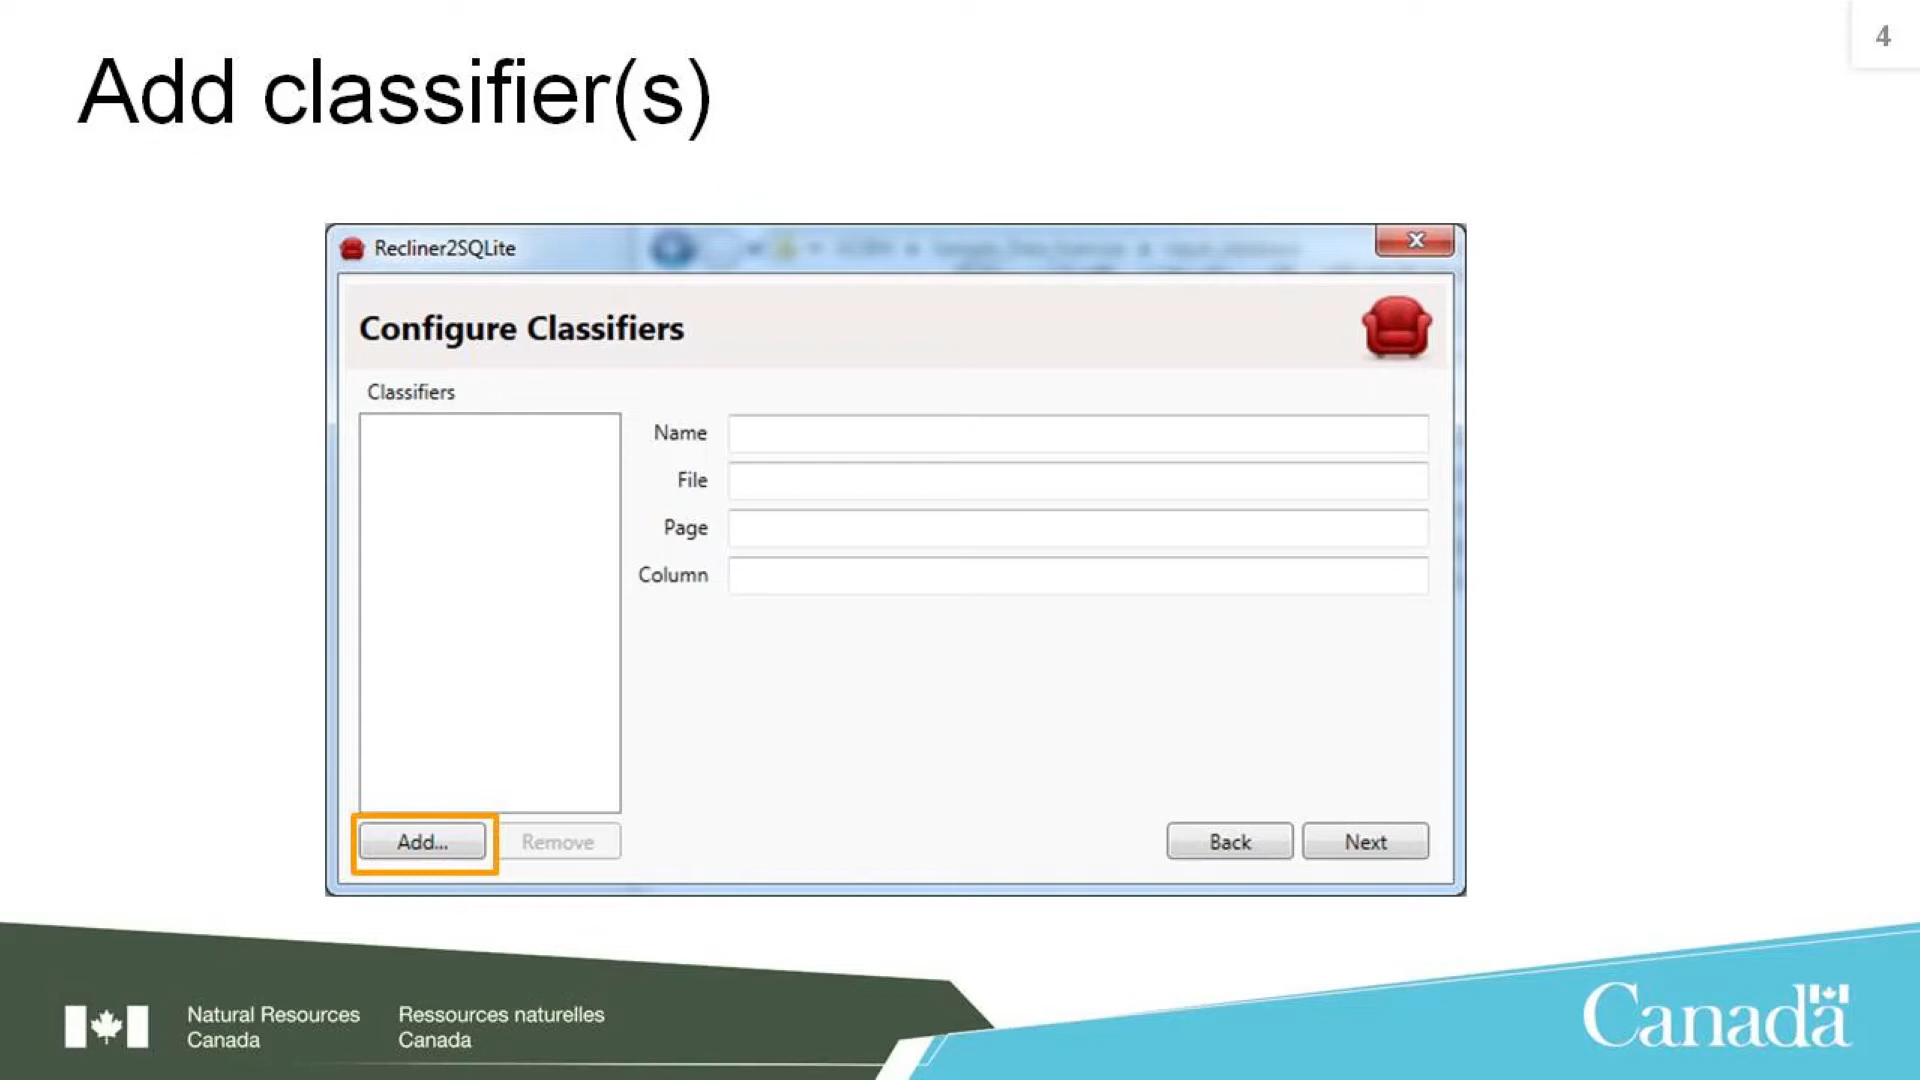 4
Add classifier(s)
Recliner2SQLite
Configure Classifiers
Classifiers
Name
File
Page
Column
Add...
Remove
Back
Next
Natural Resources
Canada
Ressources naturelles
Canada
Canada